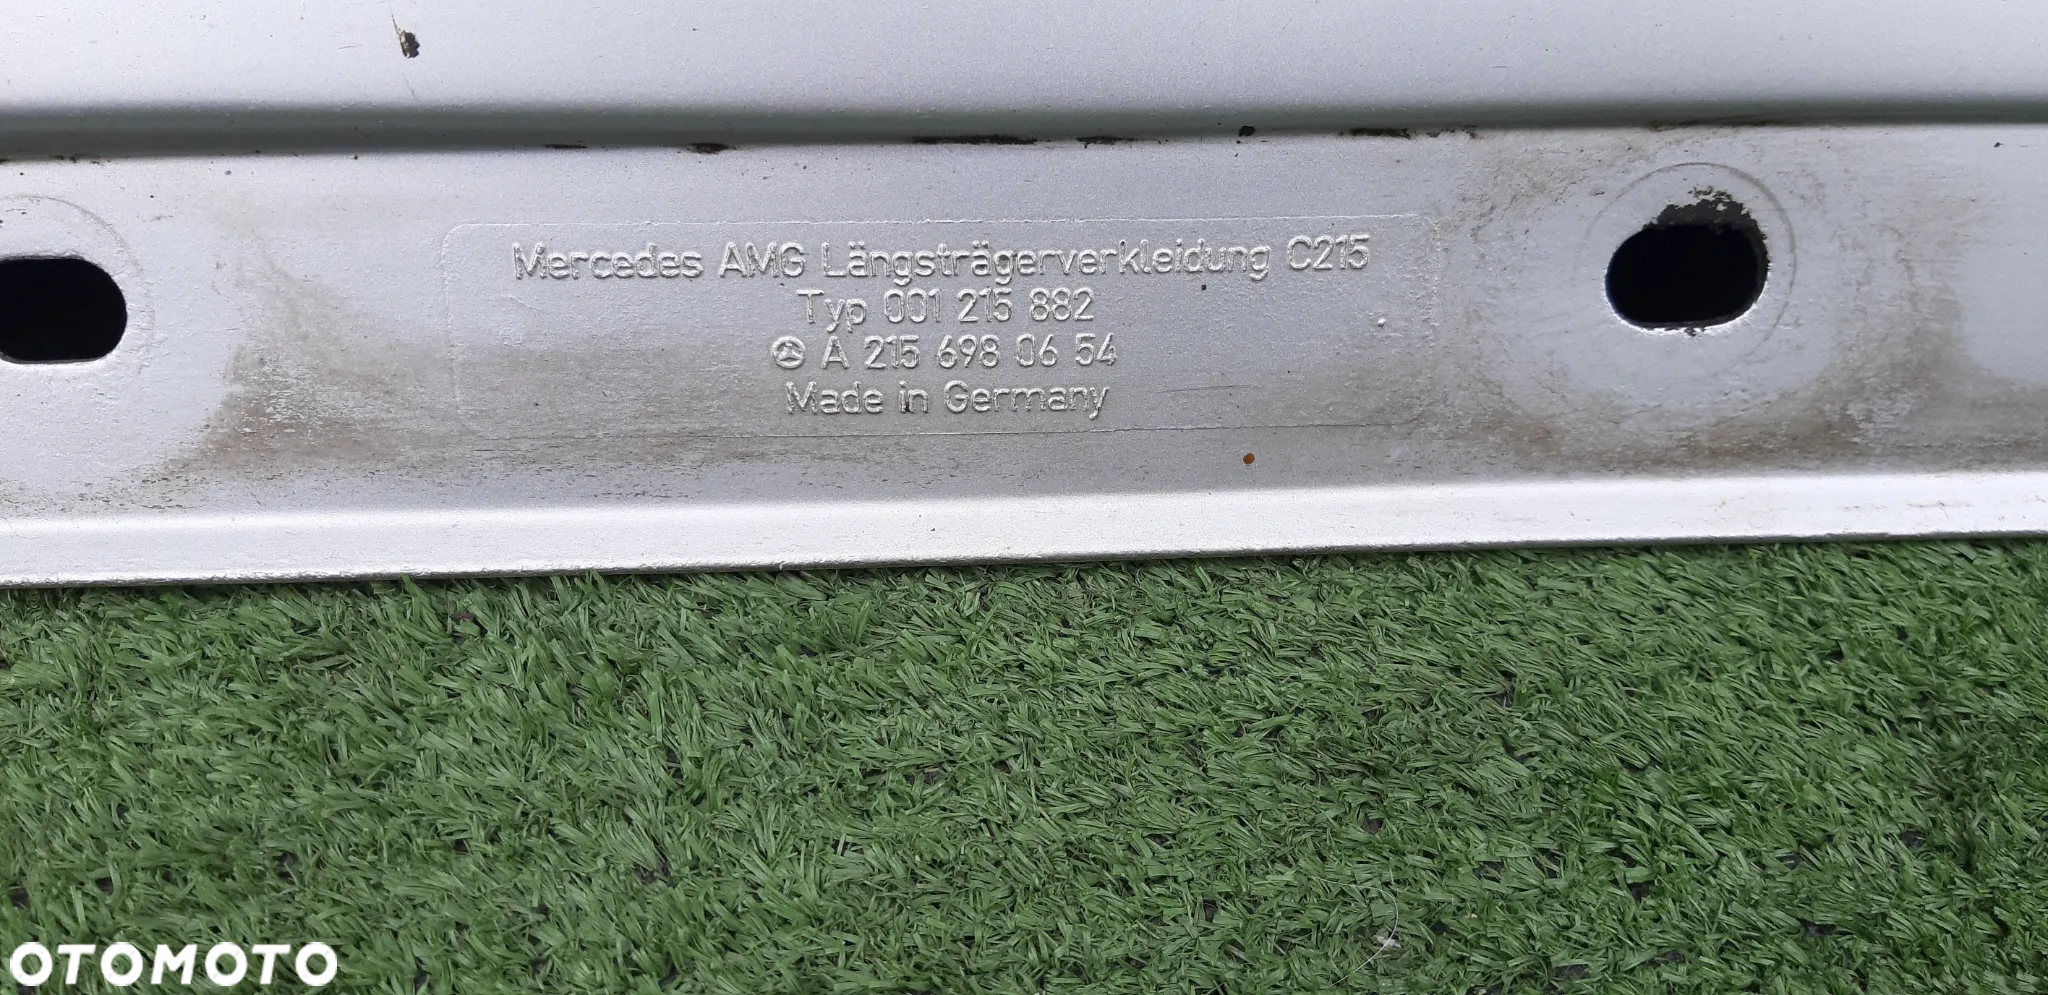 Mercedes AMG Längsträgerverkleidung C215
Typ 001 215 882
A 215 698 06 54
Made in Germany
OTOMOTO